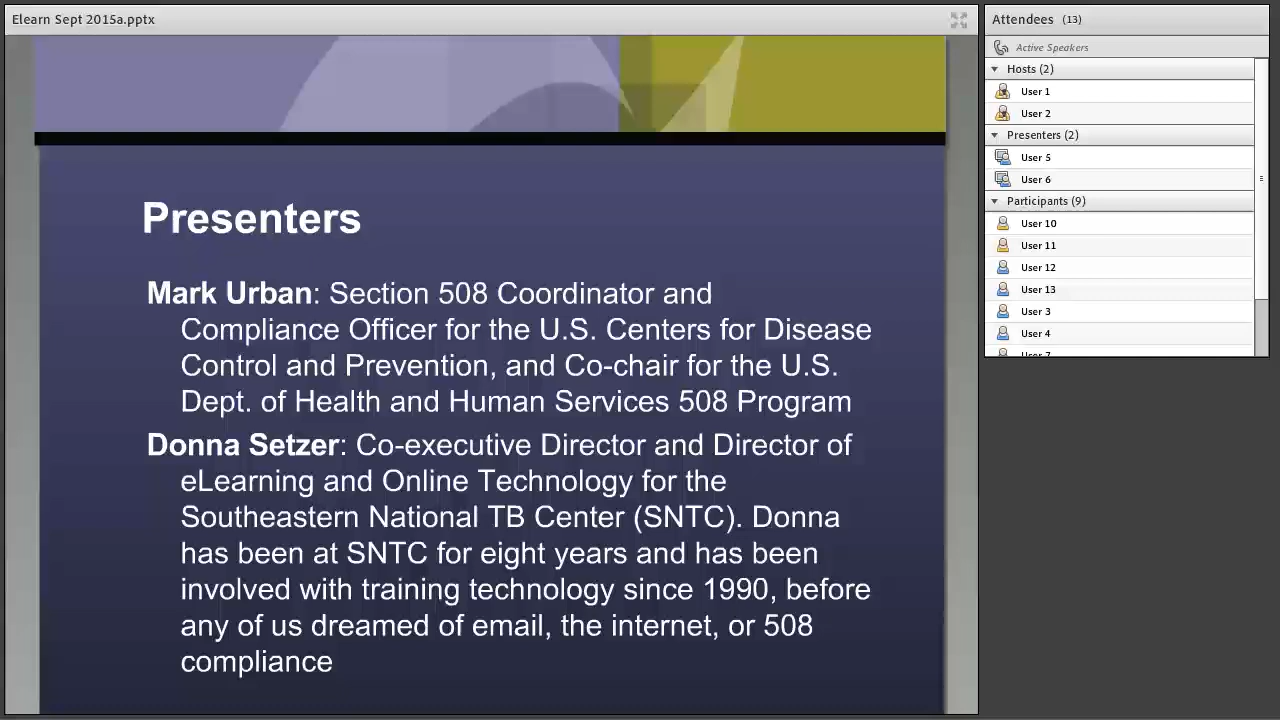 Elearn Sept 2015a.pptx
Presenters
Mark Urban: Section 508 Coordinator and
Compliance Officer for the U.S. Centers for Disease
Control and Prevention, and Co-chair for the U.S.
Dept. of Health and Human Services 508 Program
Donna Setzer: Co-executive Director and Director of
eLearning and Online Technology for the
Southeastern National TB Center (SNTC). Donna
has been at SNTC for eight years and has been
involved with training technology since 1990, before
any of us dreamed of email, the internet, or 508
compliance
Attendees (13)
Active Speakers
Hosts (2)
User 1
User 2
Presenters (2)
User 5
User 6
Participants (9)
User 10
User 11
User 12
User 13
User 3
User 4